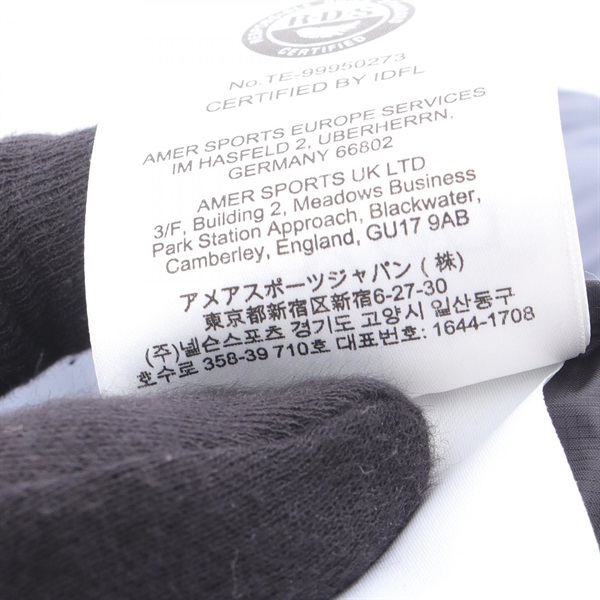 R·D·S
CERTIFIED
No.TE-99950273
CERTIFIED BY IDFL
AMER SPORTS EUROPE SERVICES
IM HASFELD 2, UBERHERRN,
GERMANY 66802
AMER SPORTS UK LTD
3/F, Building 2, Meadows Business
Park Station Approach, Blackwater,
Camberley, England, GU17 9AB
アメアスポーツジャパン(株)
東京都新宿区新宿6-27-30
(주)넬슨스포츠 경기도 고양시 일산동구
호수로 358-39 710호 대표번호: 1644-1708